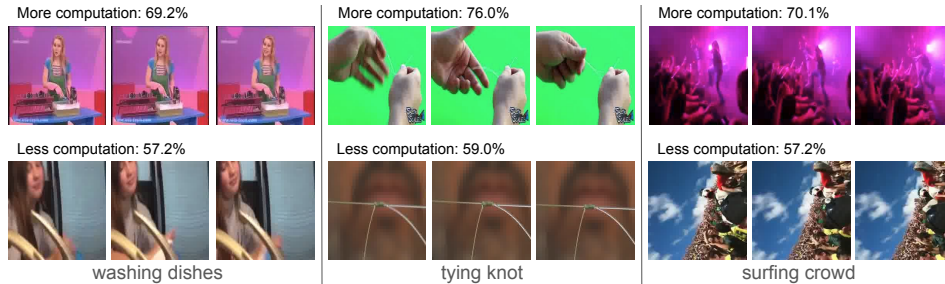 More computation: 69.2%
Less computation: 57.2%
washing dishes
More computation: 76.0%
Less computation: 59.0%
tying knot
More computation: 70.1%
Less computation: 57.2%
surfing crowd